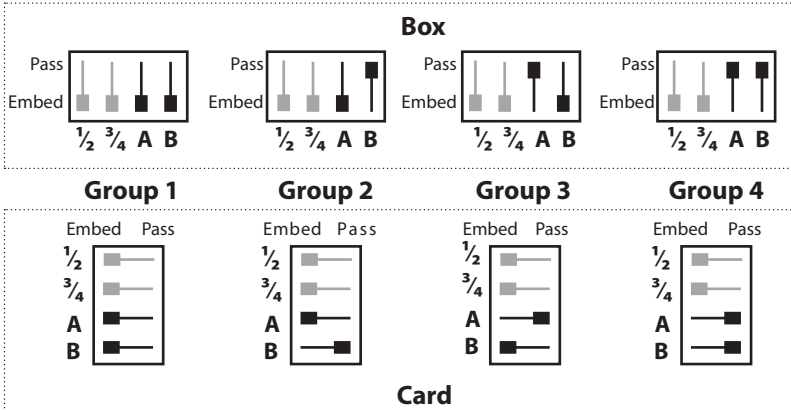 Box
Pass Pass Pass Pass
Embed Embed Embed Embed
½ ¾ A B ½ ¾ A B ½ ¾ A B ½ ¾ A B
Group 1 Group 2 Group 3 Group 4
Embed Pass Embed Pass Embed Pass Embed Pass
½ ½ ½ ½
¾ ¾ ¾ ¾
A A A A
B B B B
Card